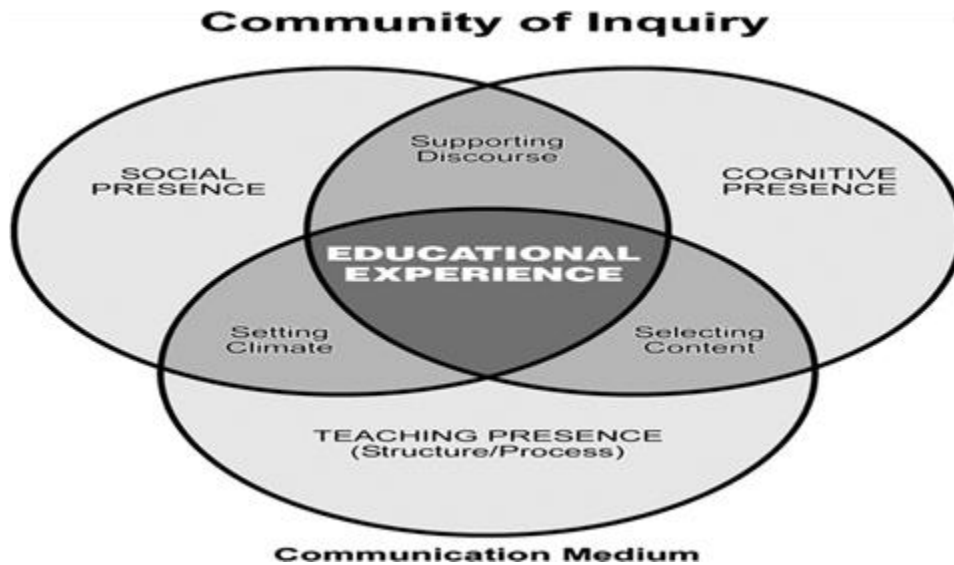 Community of Inquiry
Supporting
Discourse
SOCIAL
PRESENCE
COGNITIVE
PRESENCE
EDUCATIONAL
EXPERIENCE
Setting
Climate
Selecting
Content
TEACHING PRESENCE
(Structure/Process)
Communication Medium